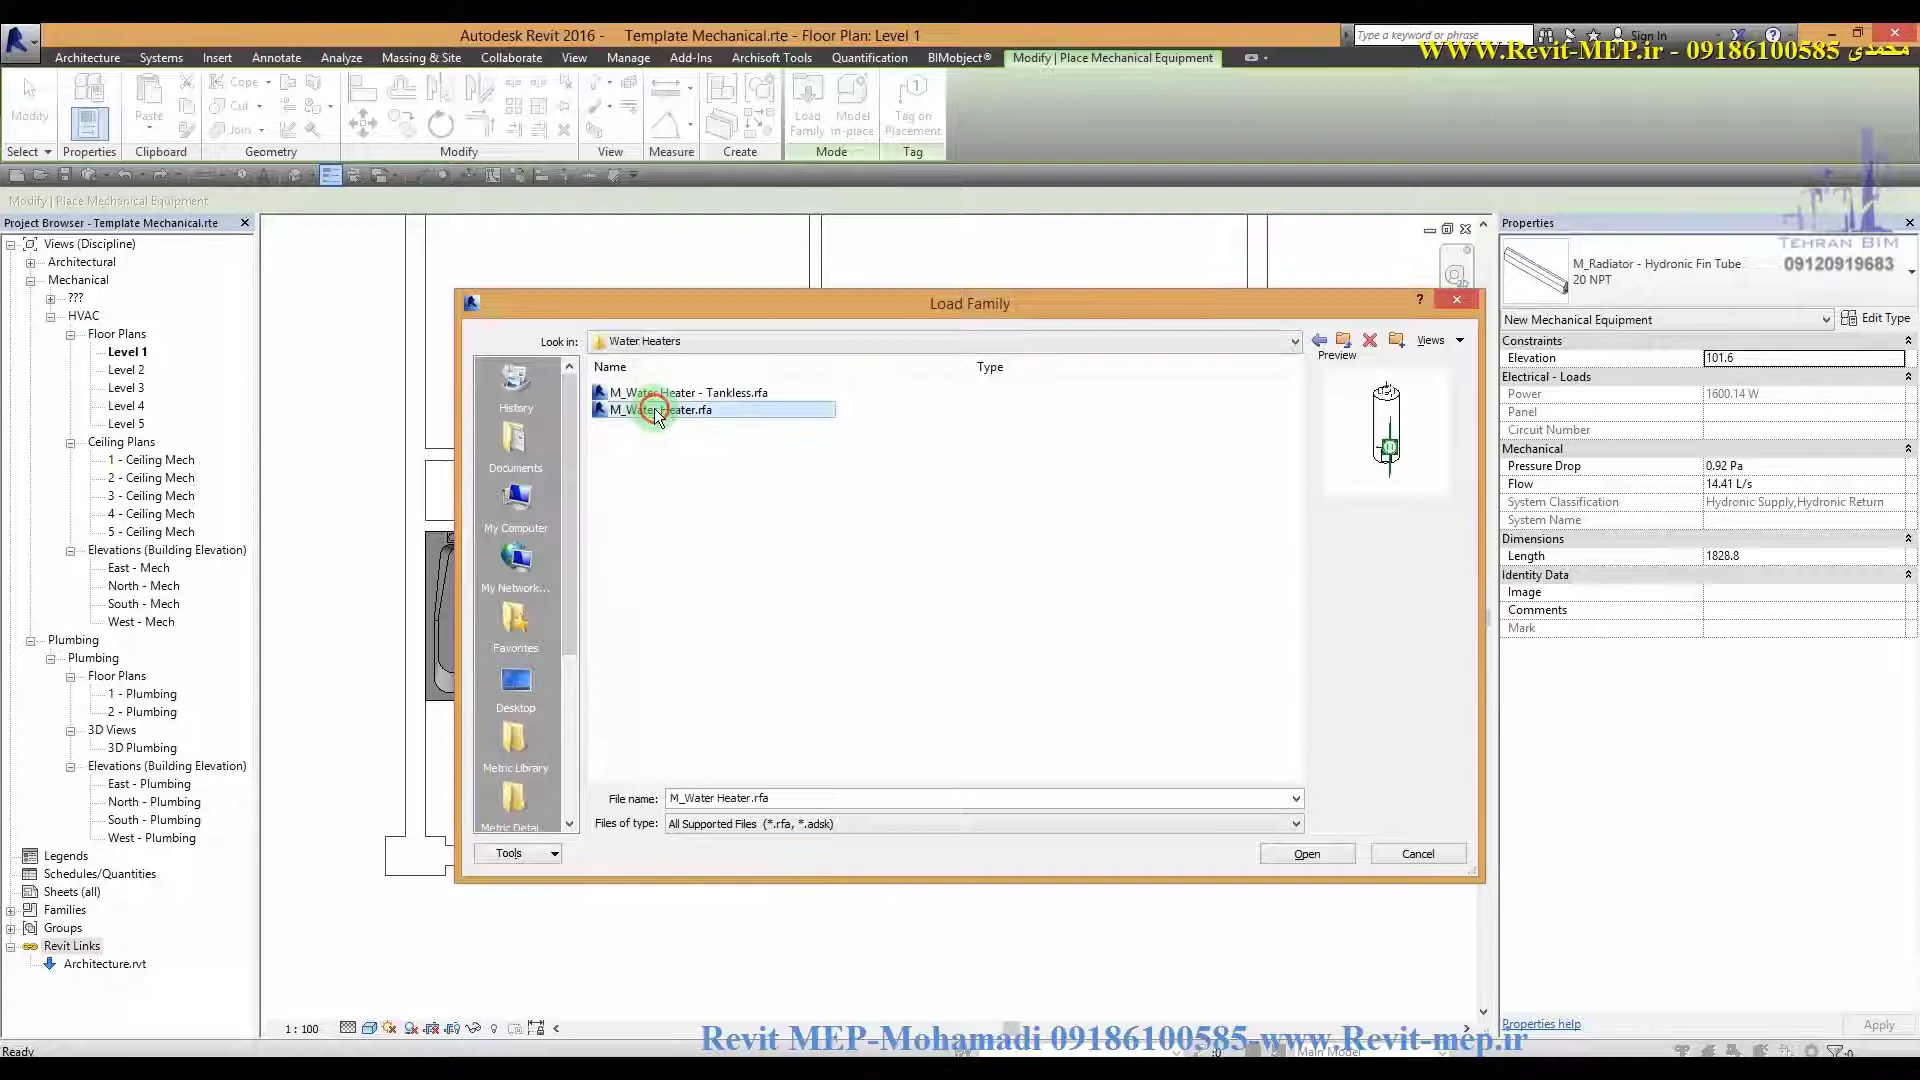 Autodesk Revit 2016 - Template Mechanical.rte - Floor Plan: Level 1
Type a keyword or phrase
Sign In
WWW.Revit-MEP.ir - 09186100585 محمدی
Architecture Systems Insert Annotate Analyze Massing & Site Collaborate View Manage Add-Ins Archisoft Tools Quantification BIMobject® Modify | Place Mechanical Equipment
Modify
Paste
Cope
Cut
Join
Load Family
Model In-place
Tag on Placement
Select Properties Clipboard Geometry Modify View Measure Create Mode Tag
Modify | Place Mechanical Equipment
Project Browser - Template Mechanical.rte
Views (Discipline)
Architectural
Mechanical
???
HVAC
Floor Plans
Level 1
Level 2
Level 3
Level 4
Level 5
Ceiling Plans
1 - Ceiling Mech
2 - Ceiling Mech
3 - Ceiling Mech
4 - Ceiling Mech
5 - Ceiling Mech
Elevations (Building Elevation)
East - Mech
North - Mech
South - Mech
West - Mech
Plumbing
Plumbing
Floor Plans
1 - Plumbing
2 - Plumbing
3D Views
3D Plumbing
Elevations (Building Elevation)
East - Plumbing
North - Plumbing
South - Plumbing
West - Plumbing
Legends
Schedules/Quantities
Sheets (all)
Families
Groups
Revit Links
Architecture.rvt
Load Family
Look in: Water Heaters
Views
Preview
Name Type
M_Water Heater - Tankless.rfa
M_Water Heater.rfa
History
Documents
My Computer
My Network...
Favorites
Desktop
Metric Library
Metric Detai...
File name: M_Water Heater.rfa
Files of type: All Supported Files (*.rfa, *.adsk)
Tools
Open
Cancel
Properties
TEHRAN BIM
09120919683
M_Radiator - Hydronic Fin Tube
20 NPT
New Mechanical Equipment Edit Type
Constraints
Elevation 101.6
Electrical - Loads
Power 1600.14 W
Panel
Circuit Number
Mechanical
Pressure Drop 0.92 Pa
Flow 14.41 L/s
System Classification Hydronic Supply,Hydronic Return
System Name
Dimensions
Length 1828.8
Identity Data
Image
Comments
Mark
Properties help
Apply
1 : 100
Revit MEP-Mohamadi 09186100585-www.Revit-mep.ir
Ready
:0
Main Model
:0